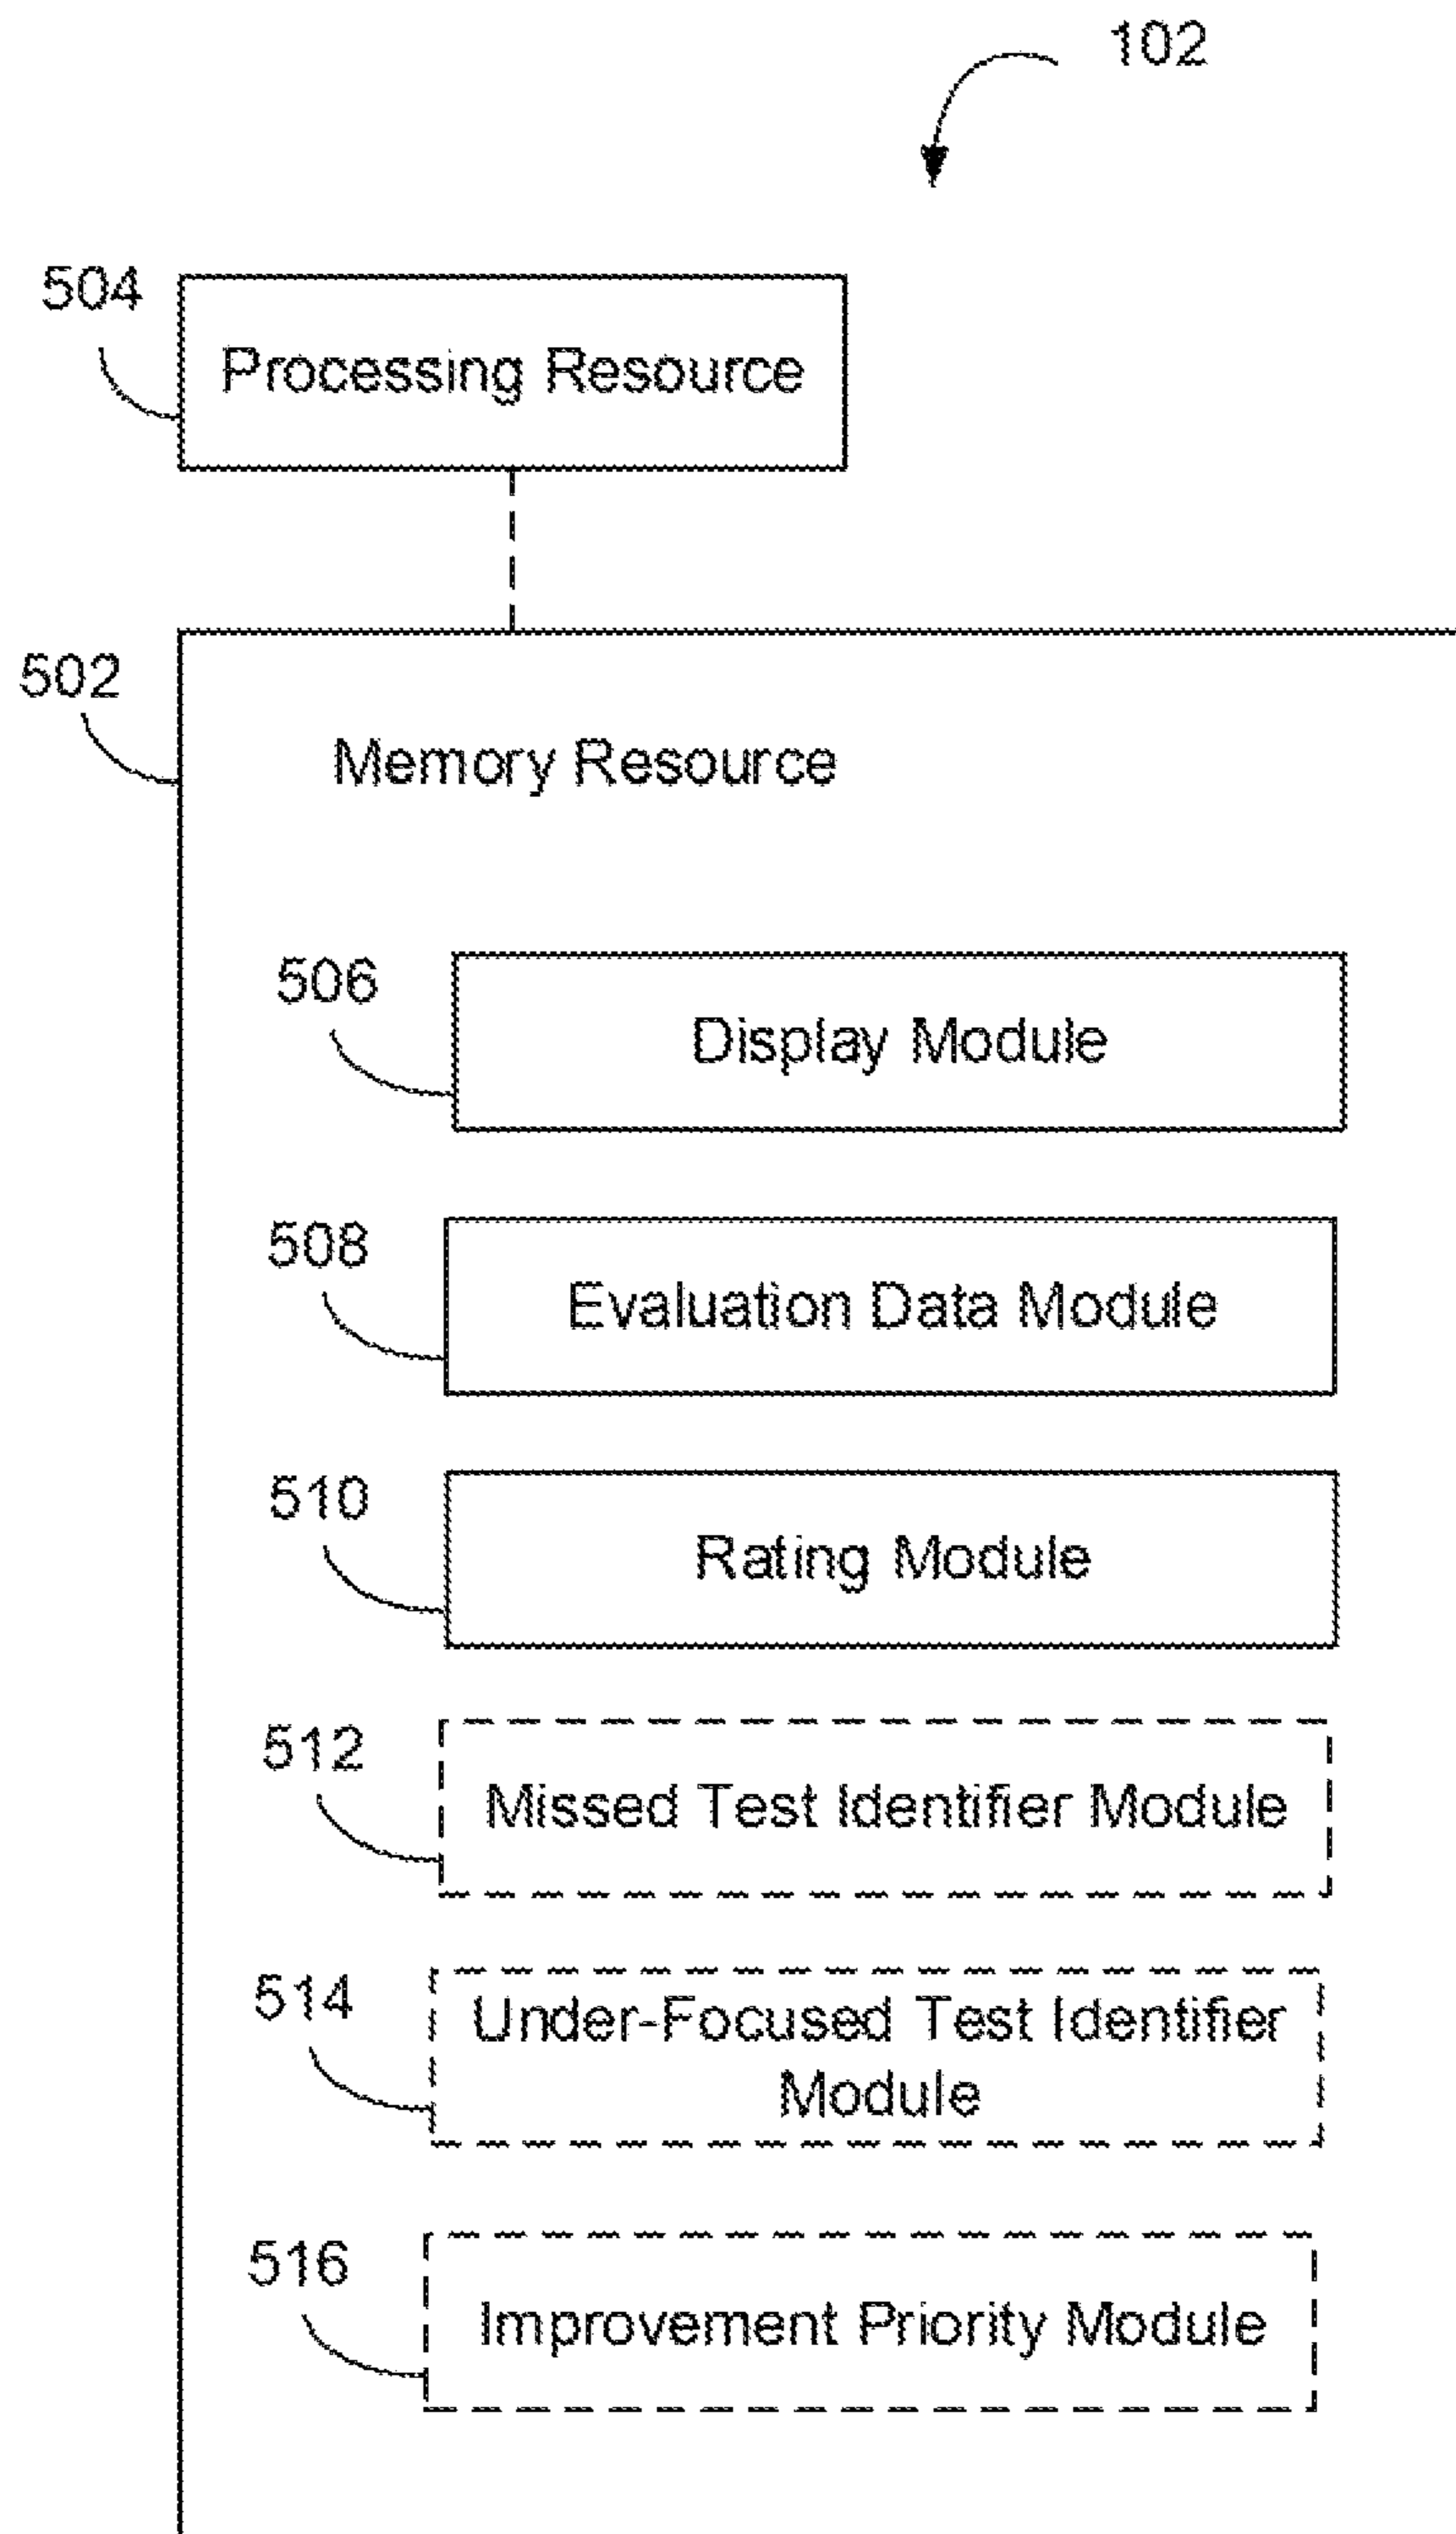 102
504
Processing Resource
502
Memory Resource
506
Display Module
508
Evaluation Data Module
510
Rating Module
512
Missed Test Identifier Module
514
Under-Focused Test Identifier
Module
516
Improvement Priority Module